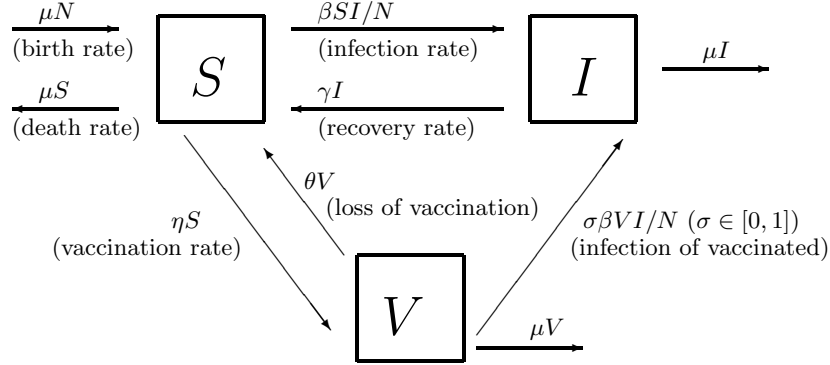 μN
(birth rate)
μS
(death rate)
S
βSI/N
(infection rate)
γI
(recovery rate)
I
μI
ηS
(vaccination rate)
θV
(loss of vaccination)
σβVI/N (σ ∈ [0, 1])
(infection of vaccinated)
V
μV